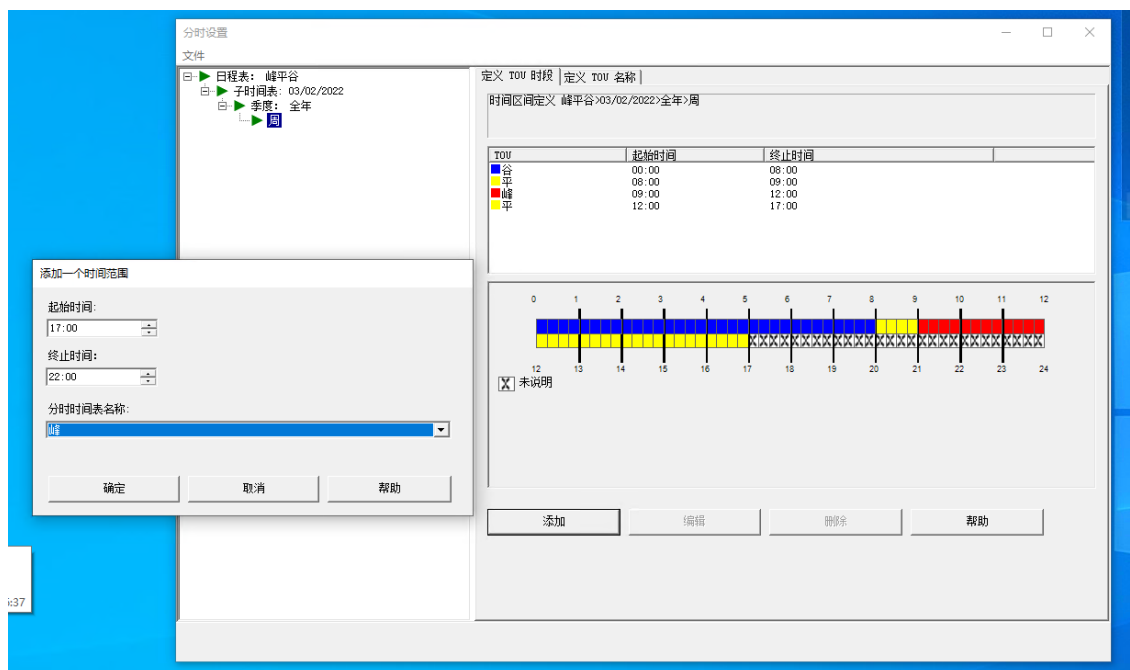 分时设置
文件
日程表: 峰平谷
子时间表: 03/02/2022
季度: 全年
周
定义 TOU 时段
定义 TOU 名称
时间区间定义 峰平谷>03/02/2022>全年>周
TOU 起始时间 终止时间
谷 00:00 08:00
平 08:00 09:00
峰 09:00 12:00
平 12:00 17:00
0 1 2 3 4 5 6 7 8 9 10 11 12
12 13 14 15 16 17 18 19 20 21 22 23 24
X 未说明
添加 编辑 删除 帮助
添加一个时间范围
起始时间:
17:00
终止时间:
22:00
分时时间表名称:
峰
确定 取消 帮助